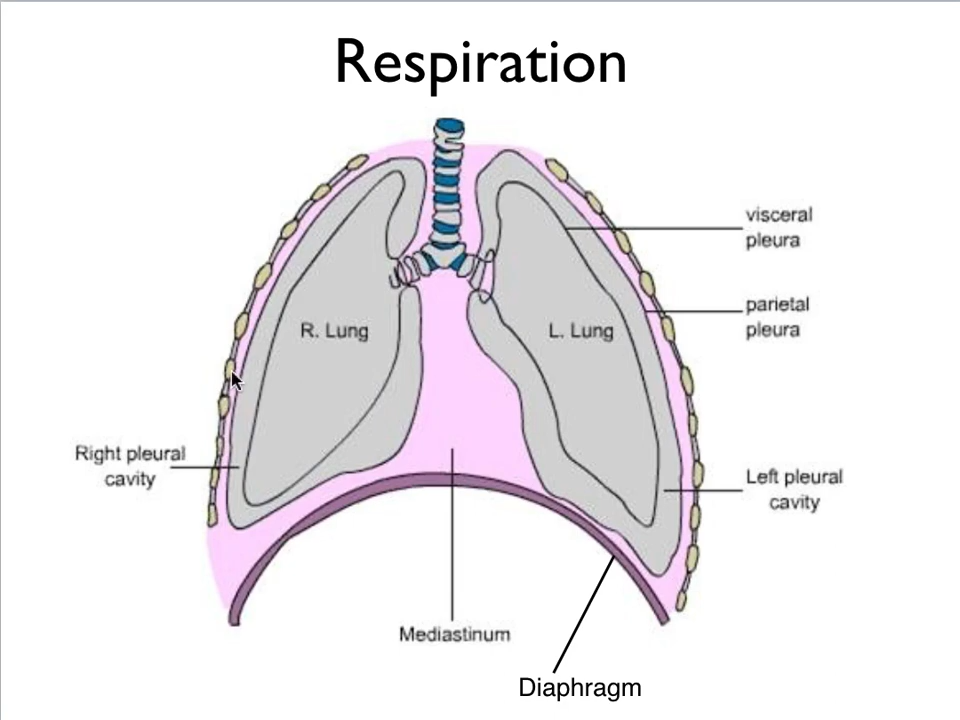 Respiration
visceral
pleura
parietal
pleura
R. Lung
L. Lung
Right pleural
cavity
Left pleural
cavity
Mediastinum
Diaphragm